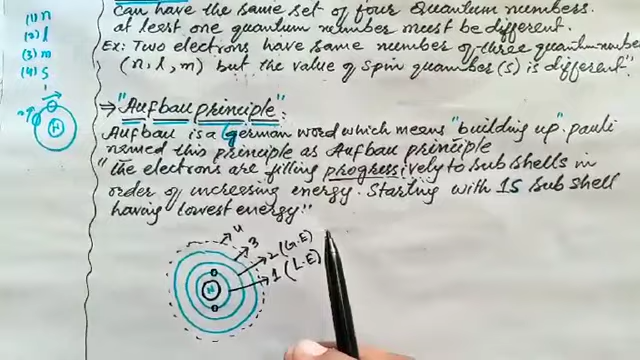 (1) n
(2) l
(3) m
(4) s
can have the same set of four Quantum numbers.
at least one quantum number must be different.
Ex: Two electrons have same number of three quantum number
(n, l, m) but the value of spin quantum (s) is different".
⇒ "Aufbau principle":
Aufbau is a German word which means "building up". pauli
named this principle as Aufbau principle
"the electrons are filling progressively to sub shells in
order of increasing energy. Starting with 1S sub shell
having lowest energy."
4
3
2 (G.E)
1 (L.E)
N
N